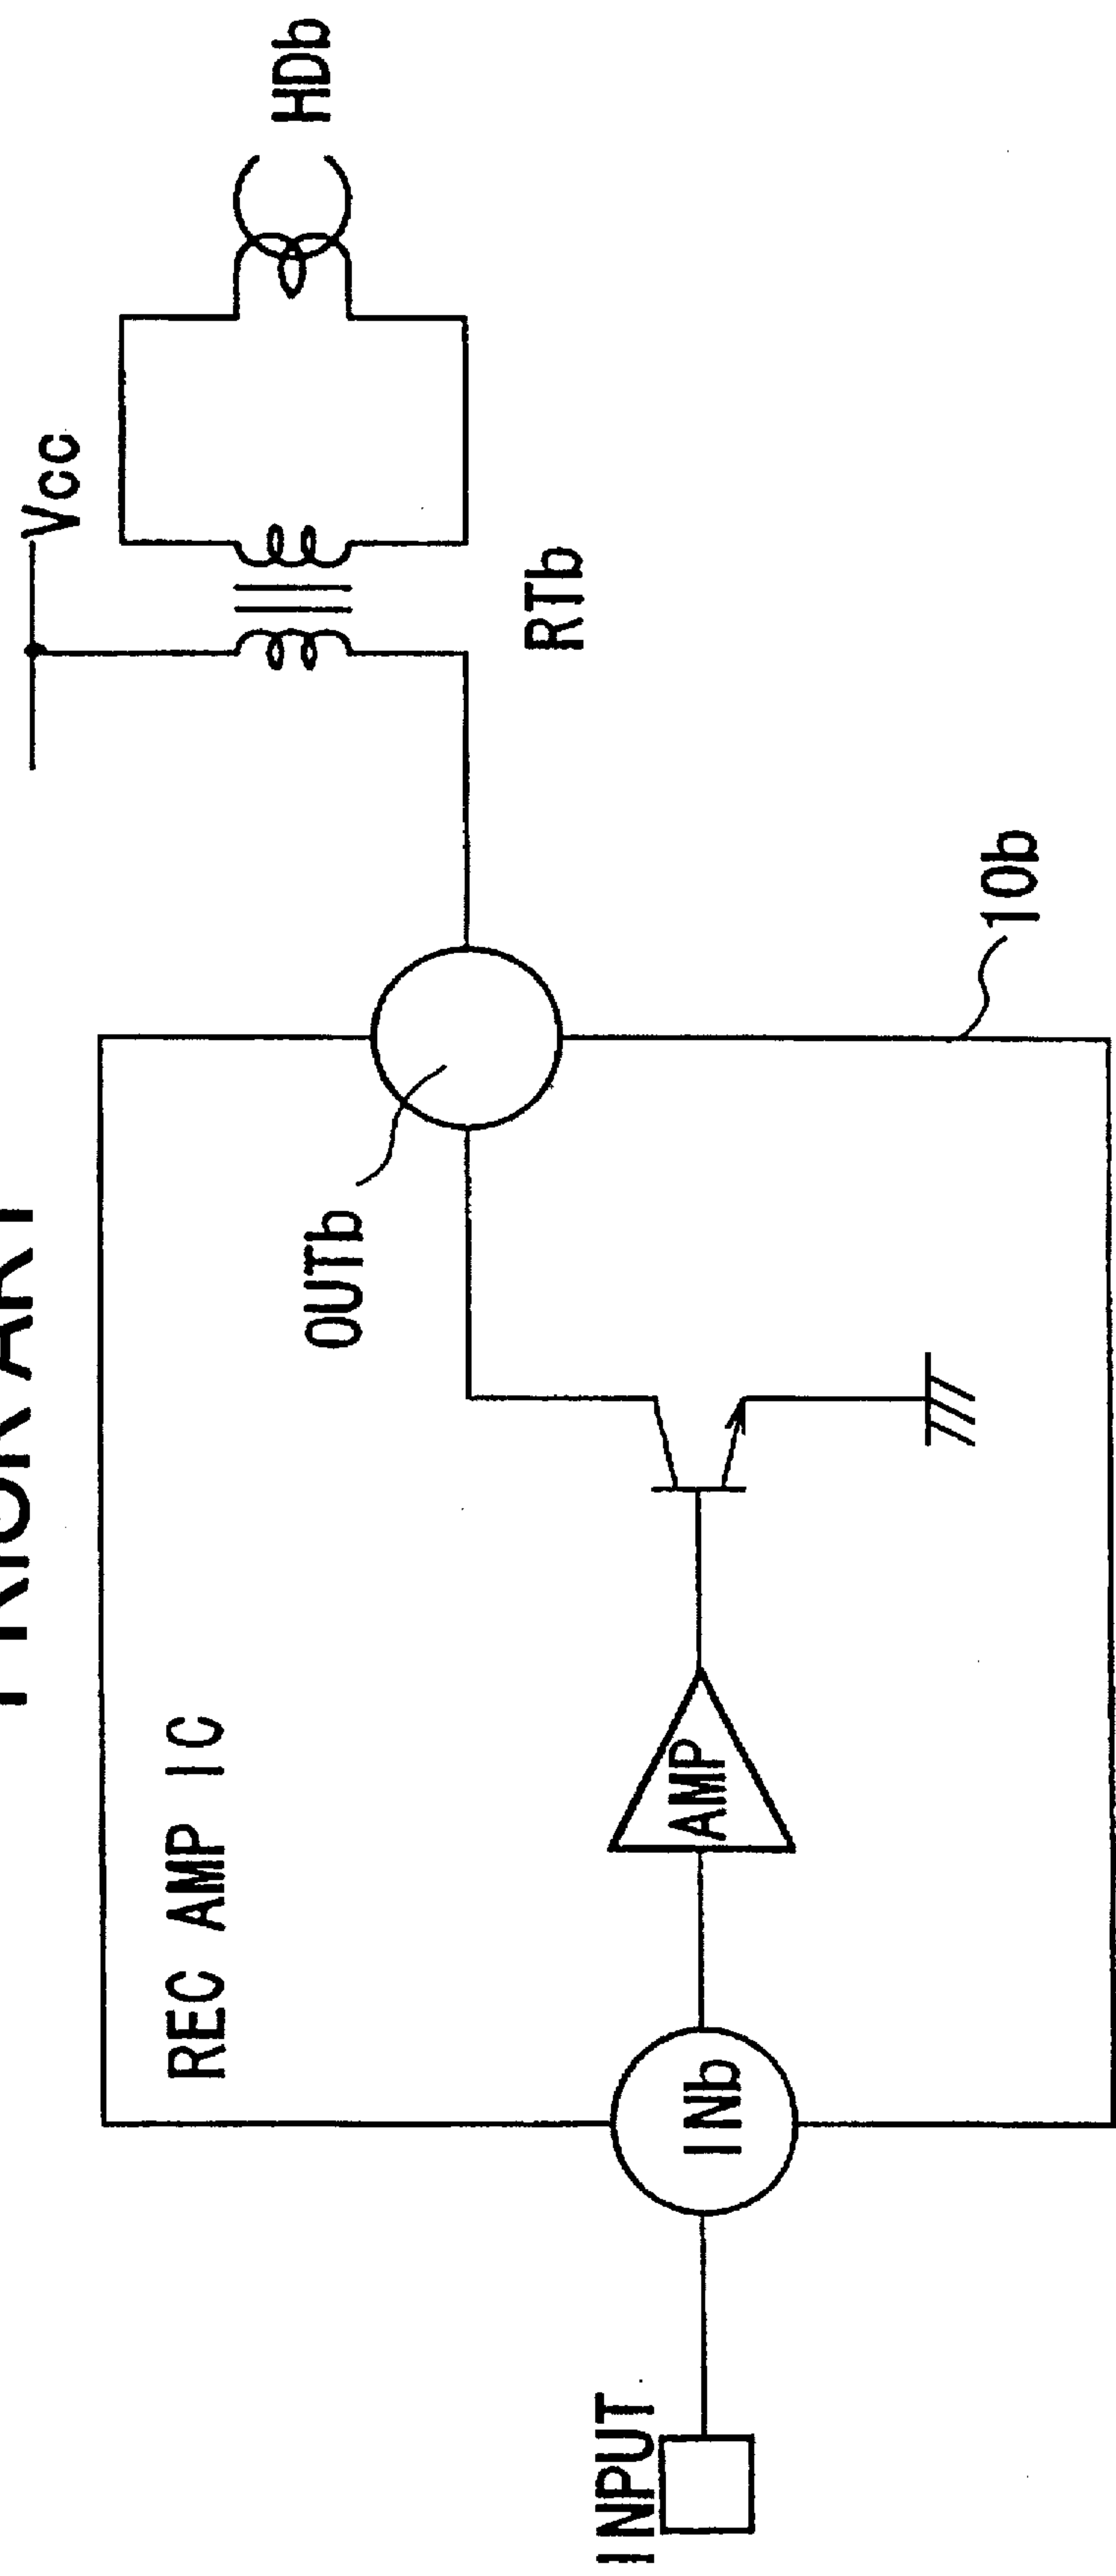 PRIOR ART
REC AMP IC
INPUT
INb
AMP
OUTb
10b
Vcc
RTb
HDb